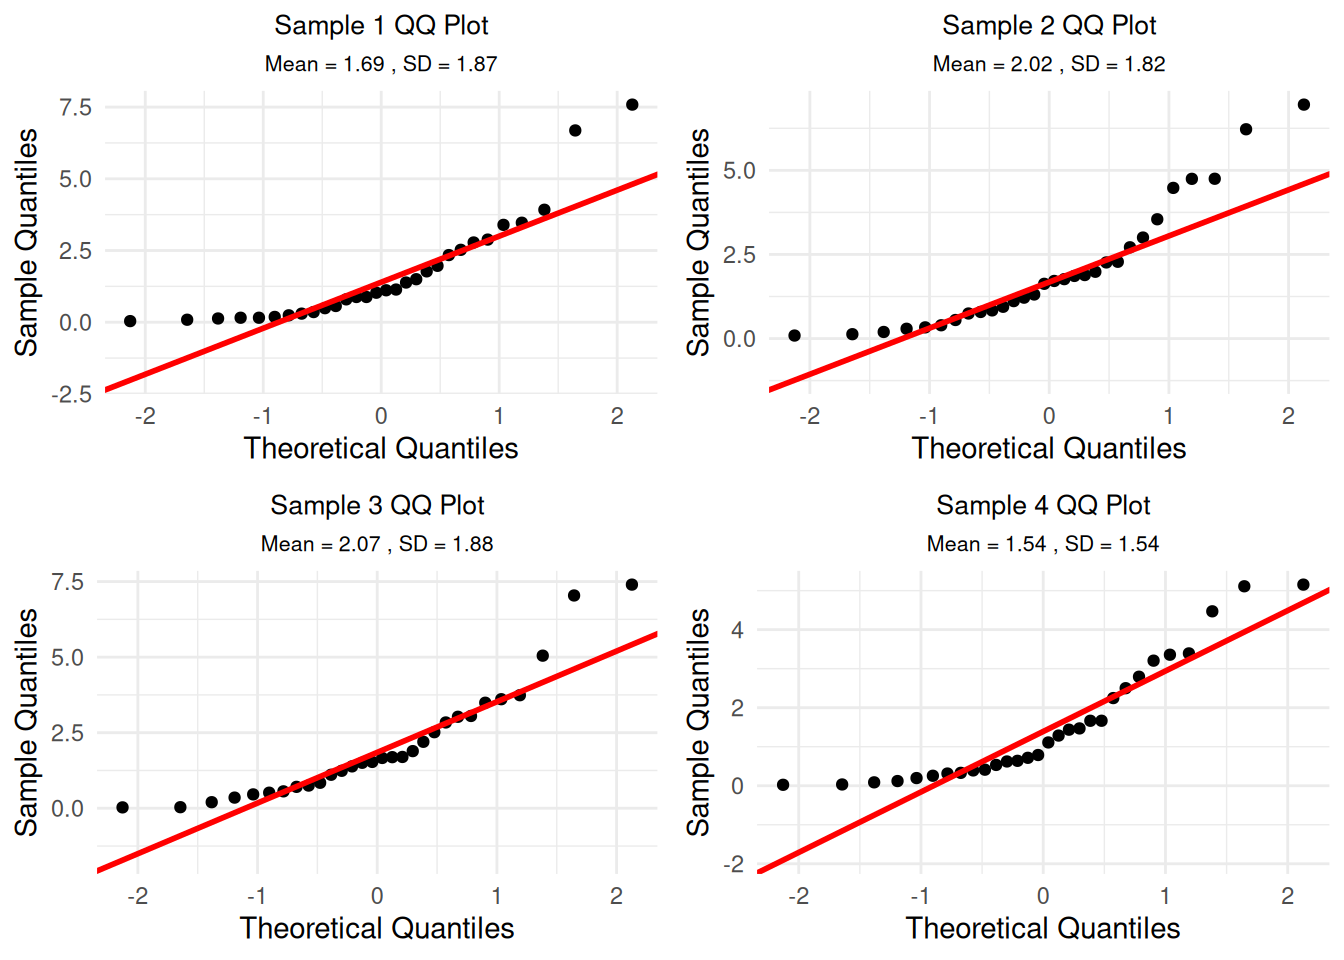 Sample 1 QQ Plot
Mean = 1.69 , SD = 1.87
Sample Quantiles
7.5
5.0
2.5
0.0
-2.5
-2 -1 0 1 2
Theoretical Quantiles
Sample 2 QQ Plot
Mean = 2.02 , SD = 1.82
Sample Quantiles
5.0
2.5
0.0
-2 -1 0 1 2
Theoretical Quantiles
Sample 3 QQ Plot
Mean = 2.07 , SD = 1.88
Sample Quantiles
7.5
5.0
2.5
0.0
-2 -1 0 1 2
Theoretical Quantiles
Sample 4 QQ Plot
Mean = 1.54 , SD = 1.54
Sample Quantiles
4
2
0
-2
-2 -1 0 1 2
Theoretical Quantiles